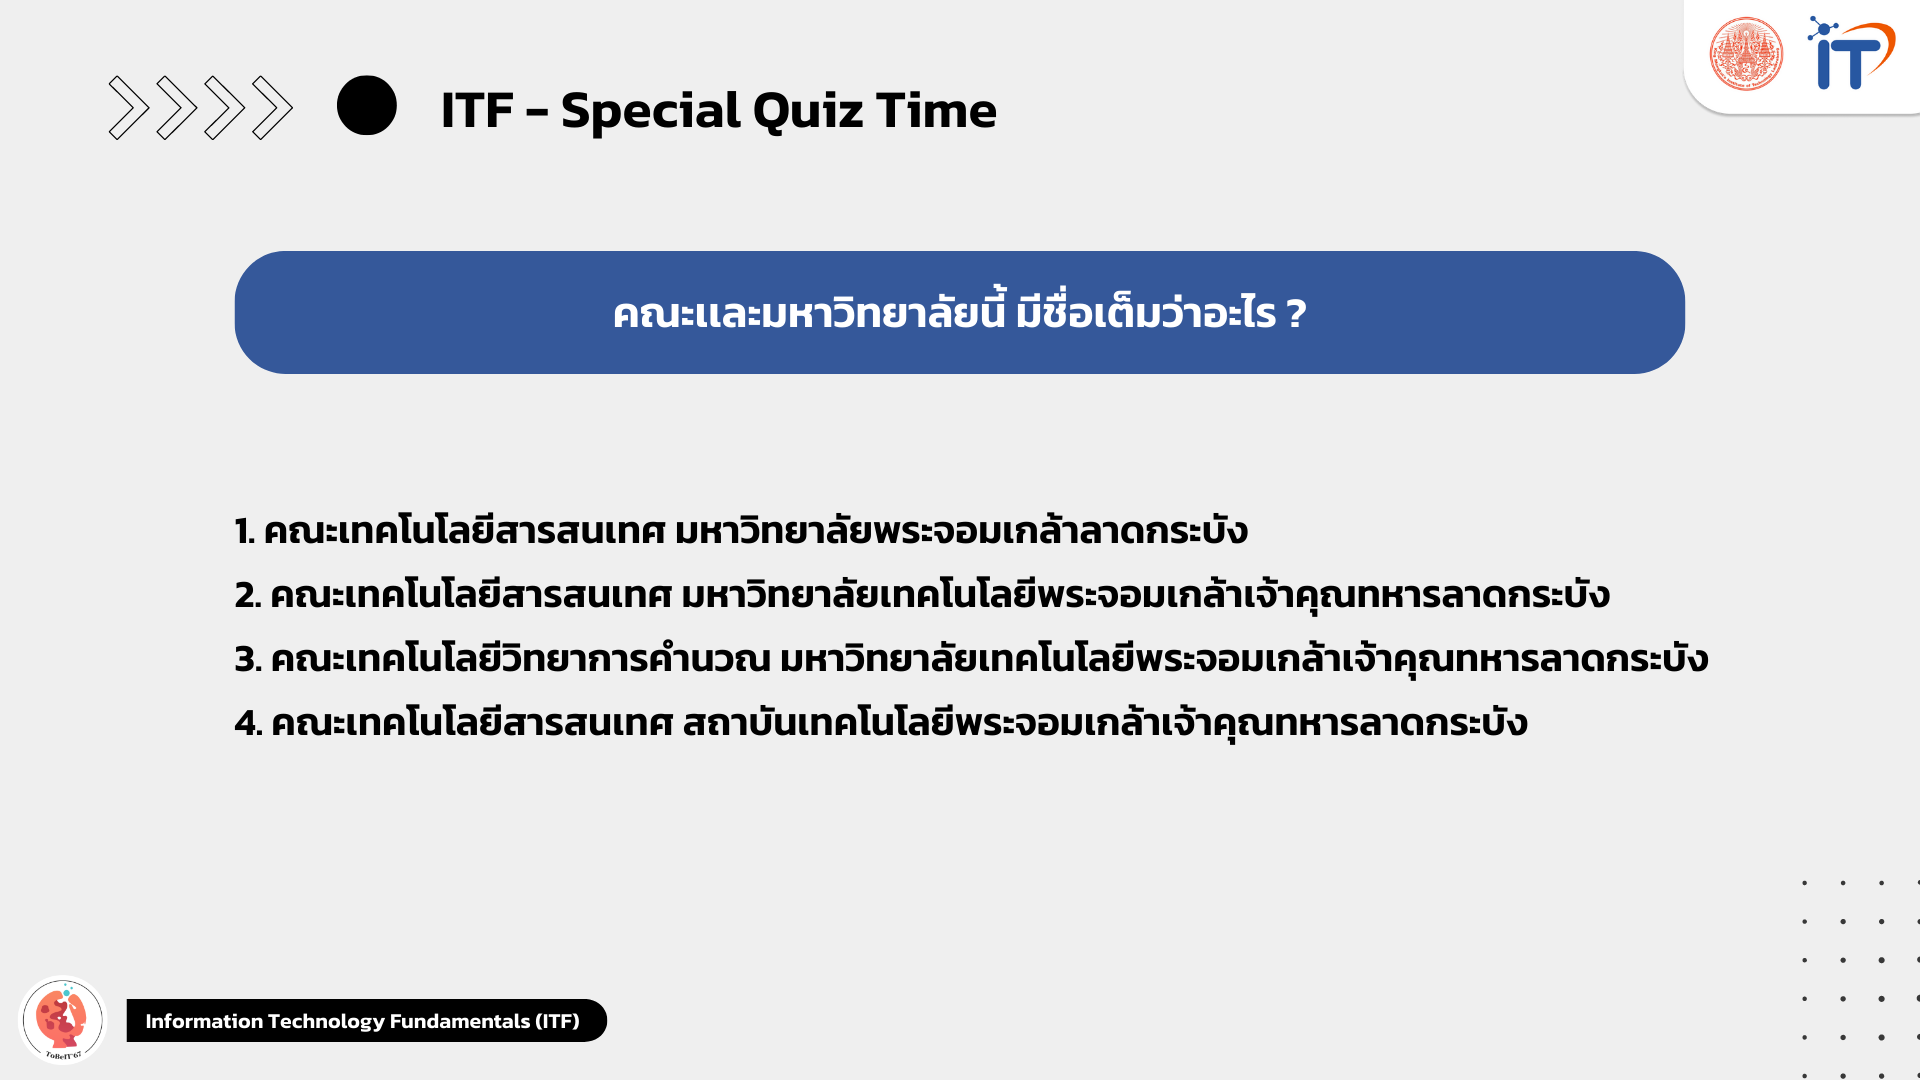 ITF - Special Quiz Time
IT
คณะและมหาวิทยาลัยนี้ มีชื่อเต็มว่าอะไร ?
1. คณะเทคโนโลยีสารสนเทศ มหาวิทยาลัยพระจอมเกล้าลาดกระบัง
2. คณะเทคโนโลยีสารสนเทศ มหาวิทยาลัยเทคโนโลยีพระจอมเกล้าเจ้าคุณทหารลาดกระบัง
3. คณะเทคโนโลยีวิทยาการคำนวณ มหาวิทยาลัยเทคโนโลยีพระจอมเกล้าเจ้าคุณทหารลาดกระบัง
4. คณะเทคโนโลยีสารสนเทศ สถาบันเทคโนโลยีพระจอมเกล้าเจ้าคุณทหารลาดกระบัง
ToBeIT'67
Information Technology Fundamentals (ITF)